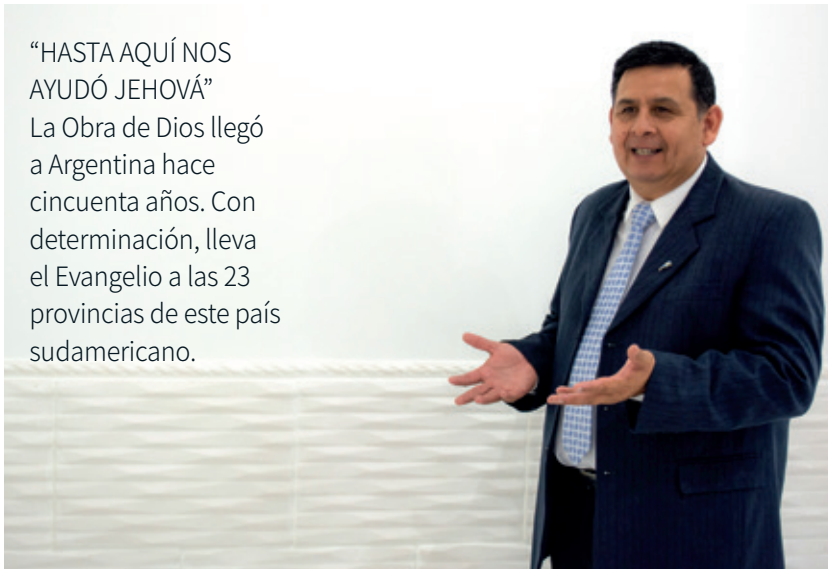 “HASTA AQUÍ NOS
AYUDÓ JEHOVÁ”
La Obra de Dios llegó
a Argentina hace
cincuenta años. Con
determinación, lleva
el Evangelio a las 23
provincias de este país
sudamericano.